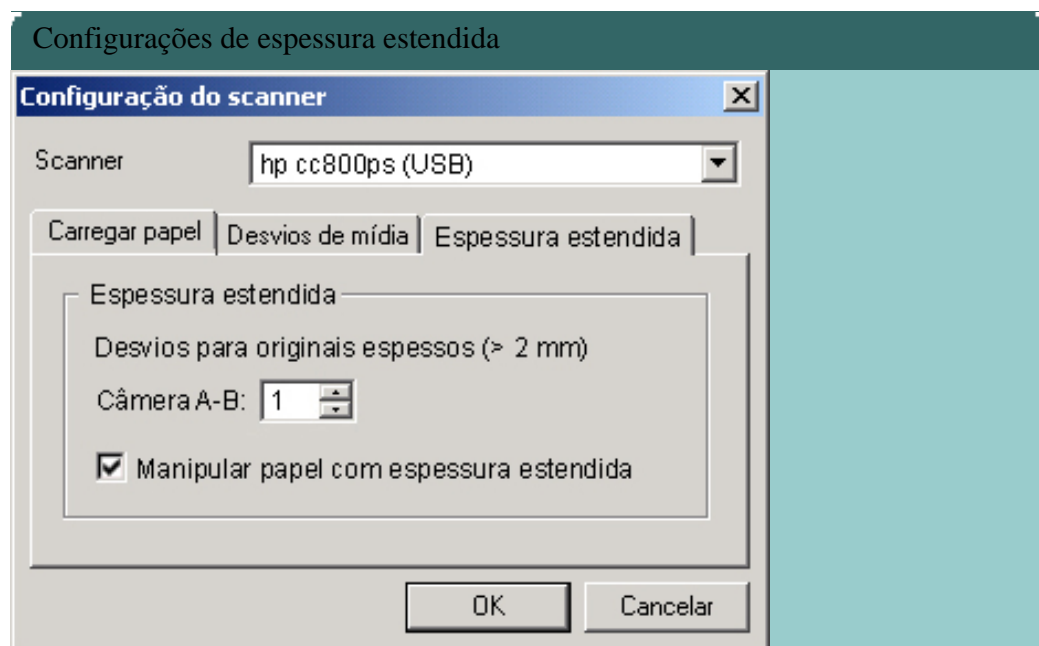 Configurações de espessura estendida
Configuração do scanner
Scanner hp cc800ps (USB)
Carregar papel Desvios de mídia Espessura estendida
Espessura estendida
Desvios para originais espessos (> 2 mm)
Câmera A-B: 1
Manipular papel com espessura estendida
OK Cancelar